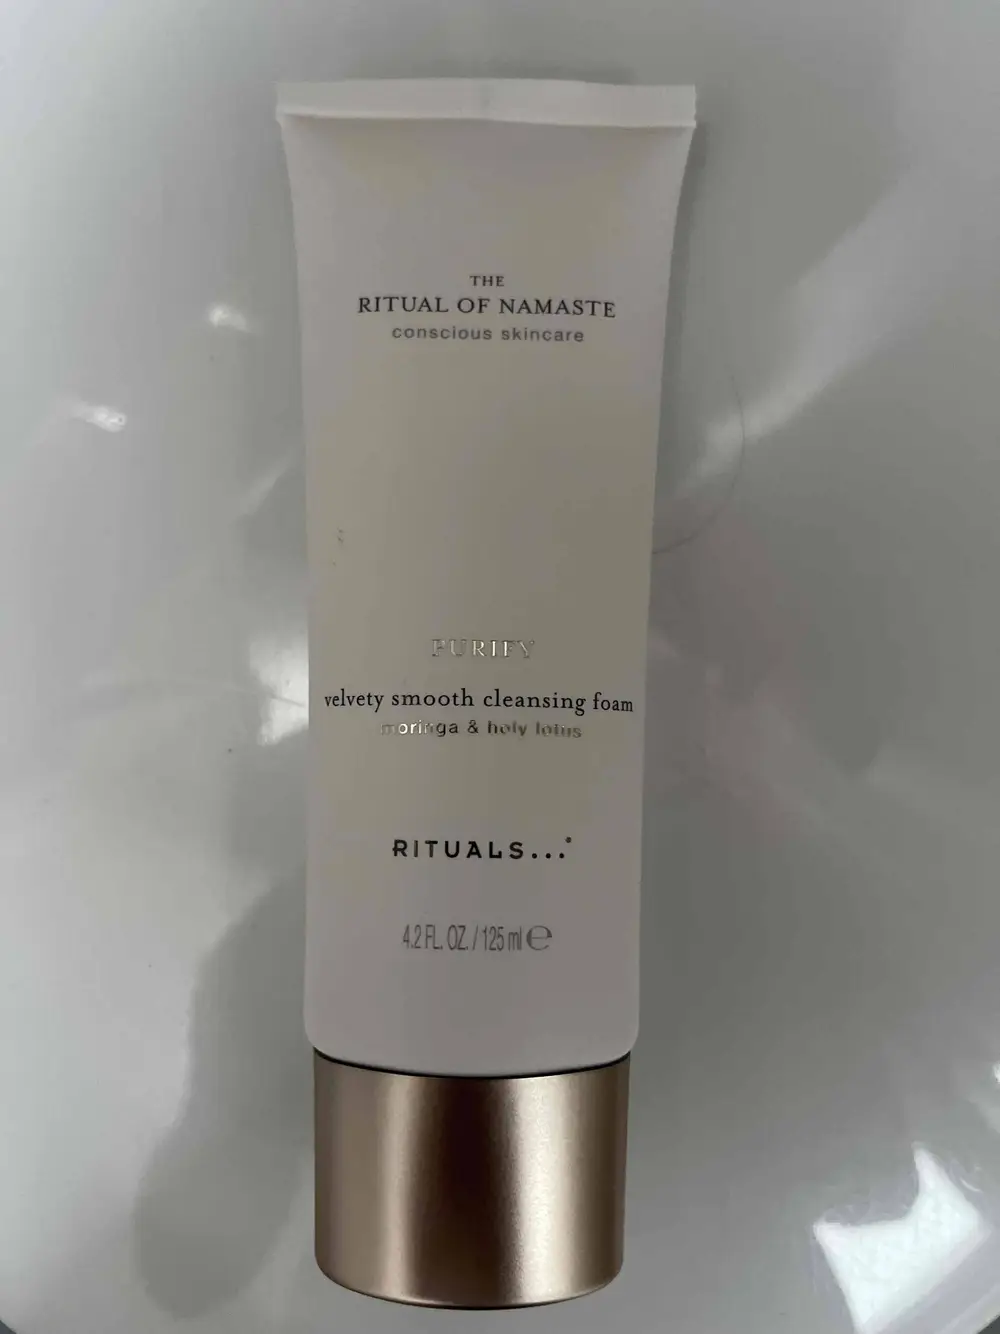 THE
RITUAL OF NAMASTE
conscious skincare
PURIFY
velvety smooth cleansing foam
moringa & holy lotus
RITUALS...
4.2 FL. OZ. / 125 ml ℮